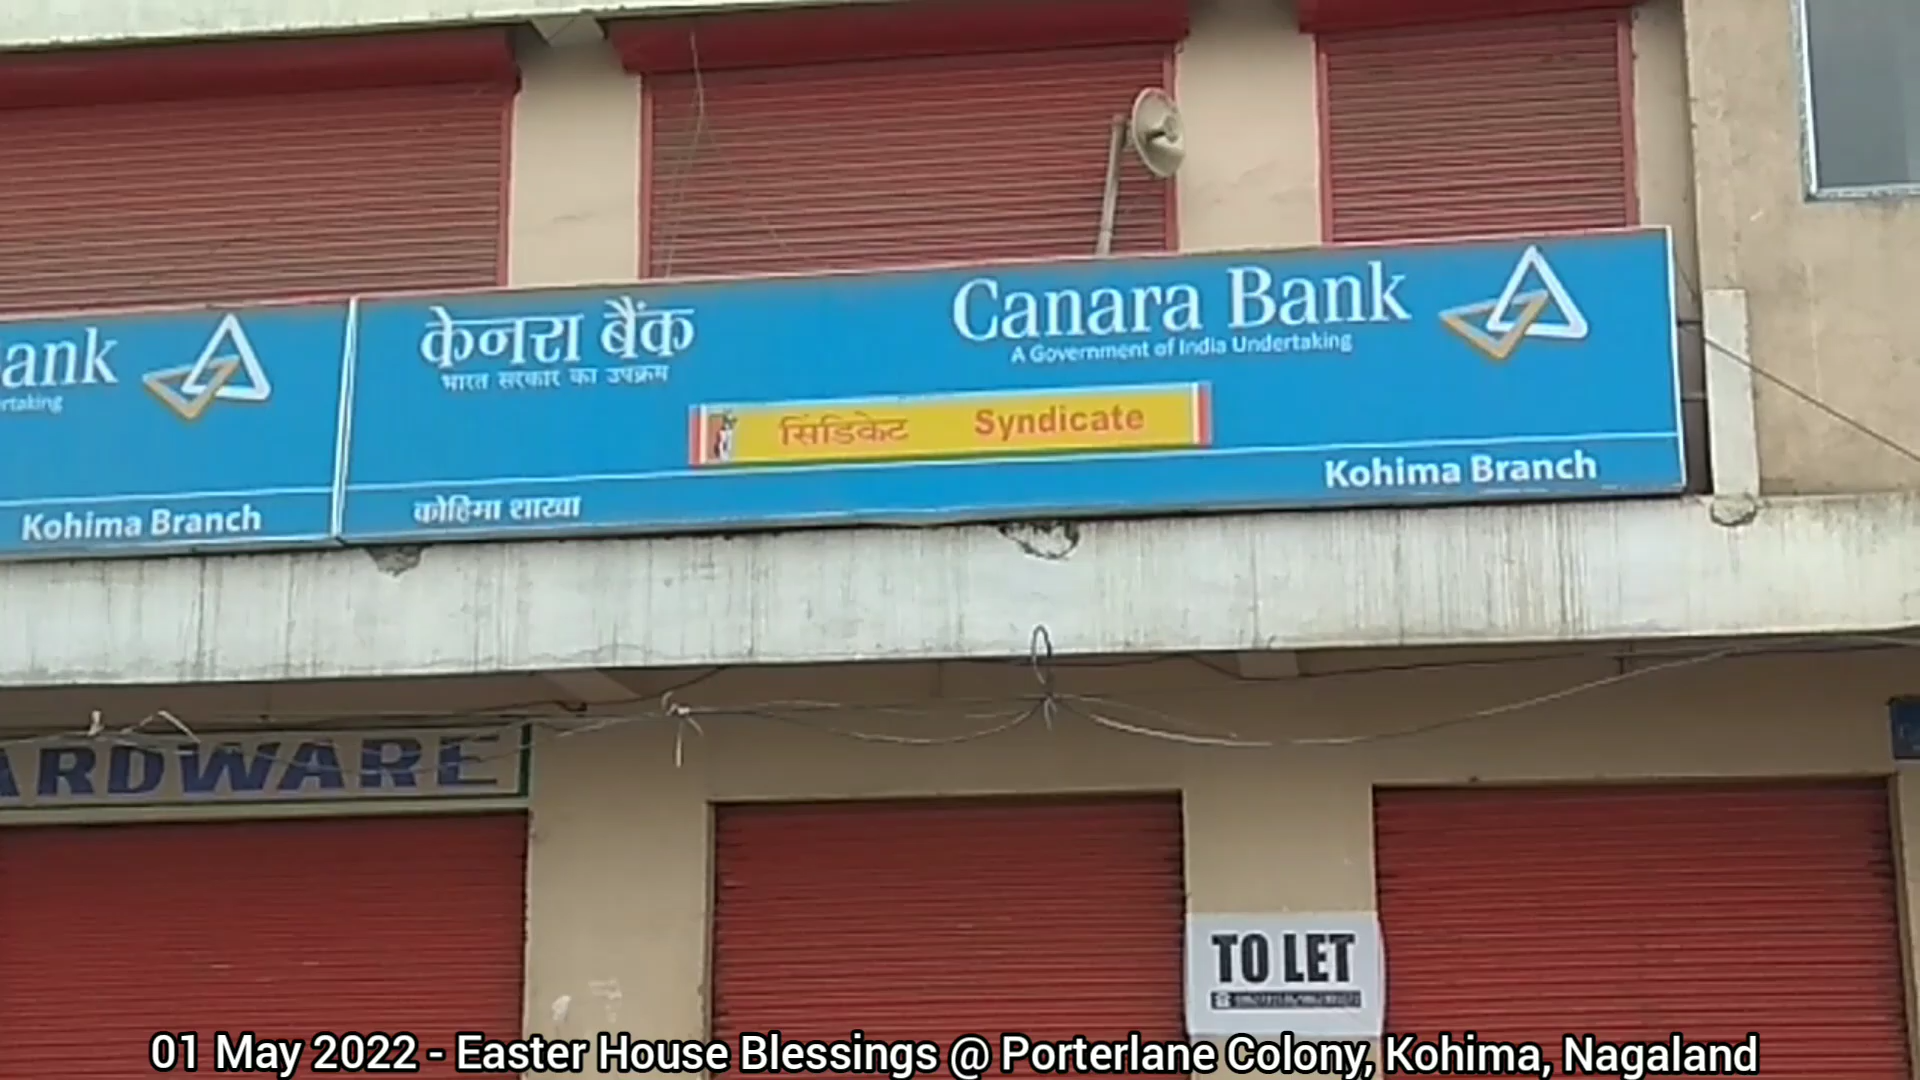 ank
rtaking
Kohima Branch
केनरा बैंक
भारत सरकार का उपक्रम
Canara Bank
A Government of India Undertaking
सिंडिकेट Syndicate
कोहिमा शाखा
Kohima Branch
ARDWARE
TO LET
01 May 2022 - Easter House Blessings @ Porterlane Colony, Kohima, Nagaland